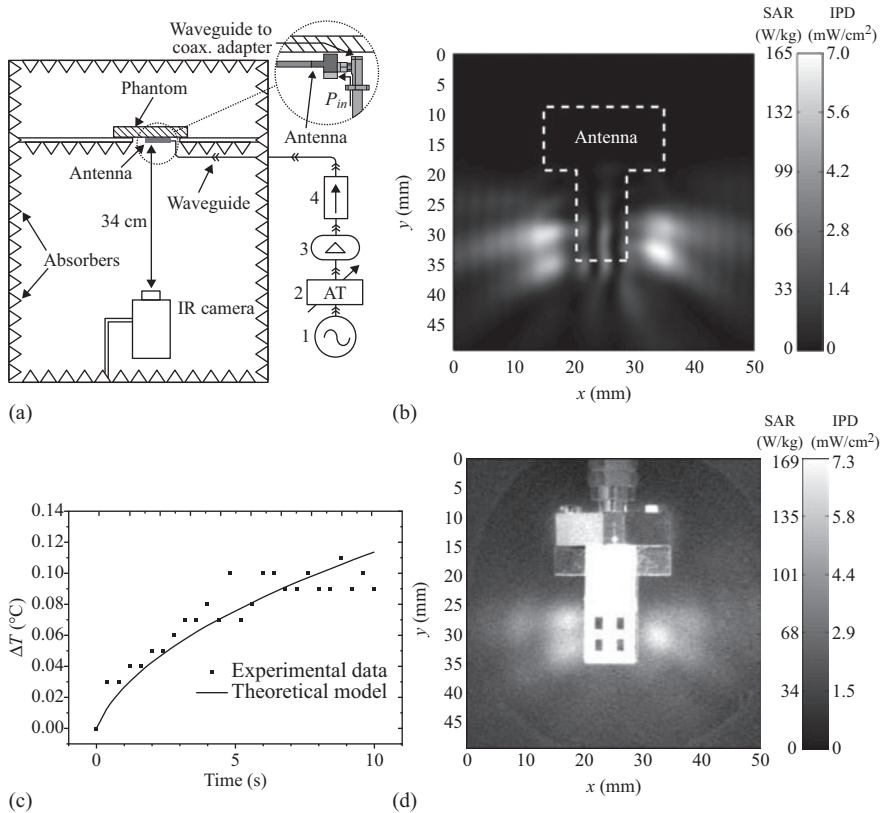 Waveguide to
coax. adapter
Phantom
P_in
Antenna
Antenna
Waveguide
34 cm
4
3
Absorbers
2
AT
IR camera
1
(a)
SAR
(W/kg)
IPD
(mW/cm²)
0
5
10
15
20
25
30
35
40
45
y (mm)
Antenna
0
10
20
30
40
50
x (mm)
165
132
99
66
33
0
7.0
5.6
4.2
2.8
1.4
0
(b)
0.14
0.12
0.10
0.08
0.06
0.04
0.02
0.00
ΔT (°C)
Experimental data
Theoretical model
0
5
10
Time (s)
(c)
SAR
(W/kg)
IPD
(mW/cm²)
0
5
10
15
20
25
30
35
40
45
y (mm)
0
10
20
30
40
50
x (mm)
169
135
101
68
34
0
7.3
5.8
4.4
2.9
1.5
0
(d)